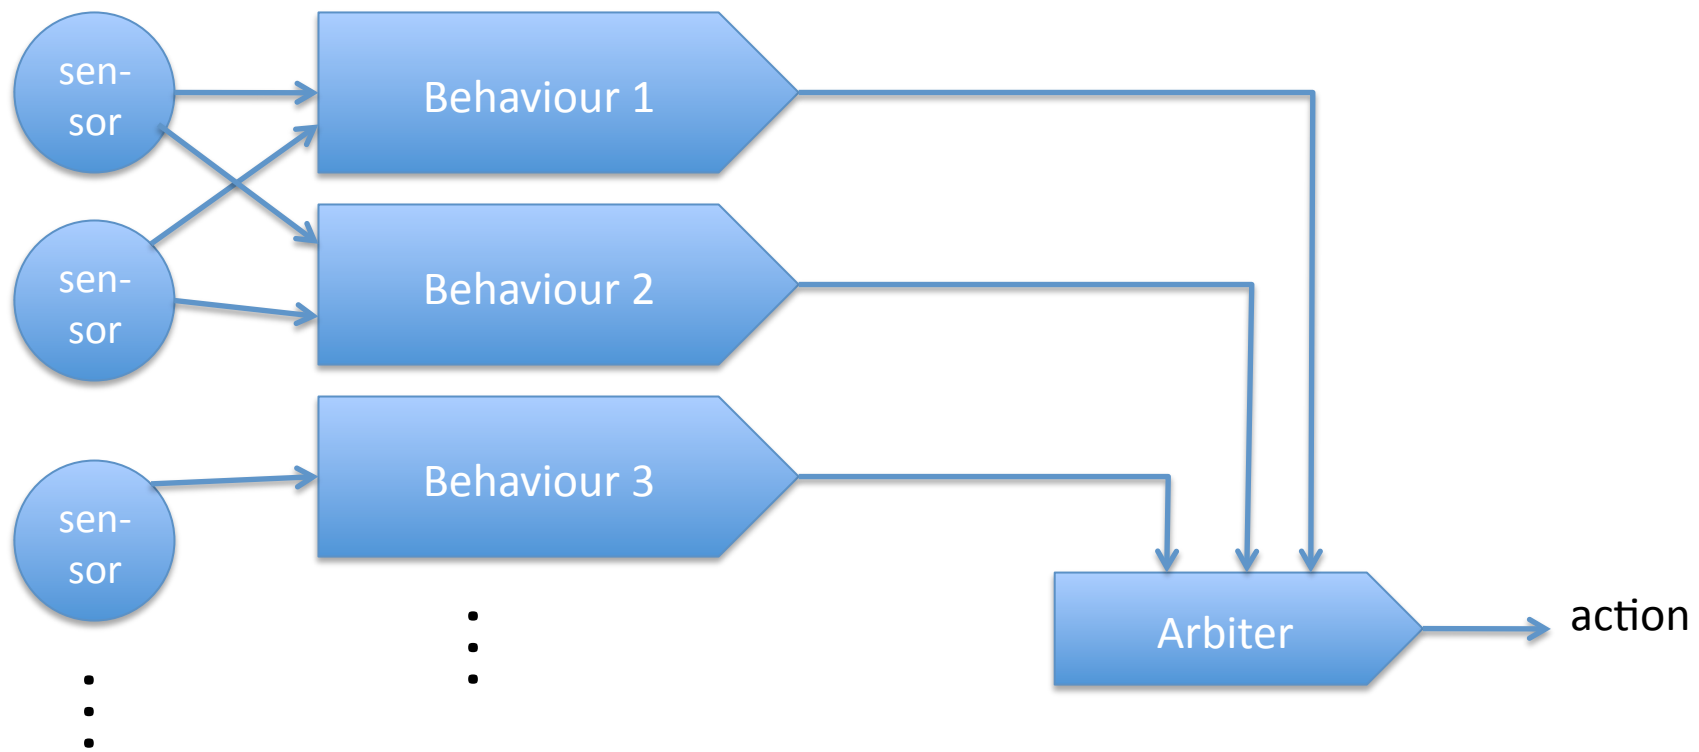 sen-
sor
Behaviour 1
sen-
sor
Behaviour 2
sen-
sor
Behaviour 3
Arbiter
action